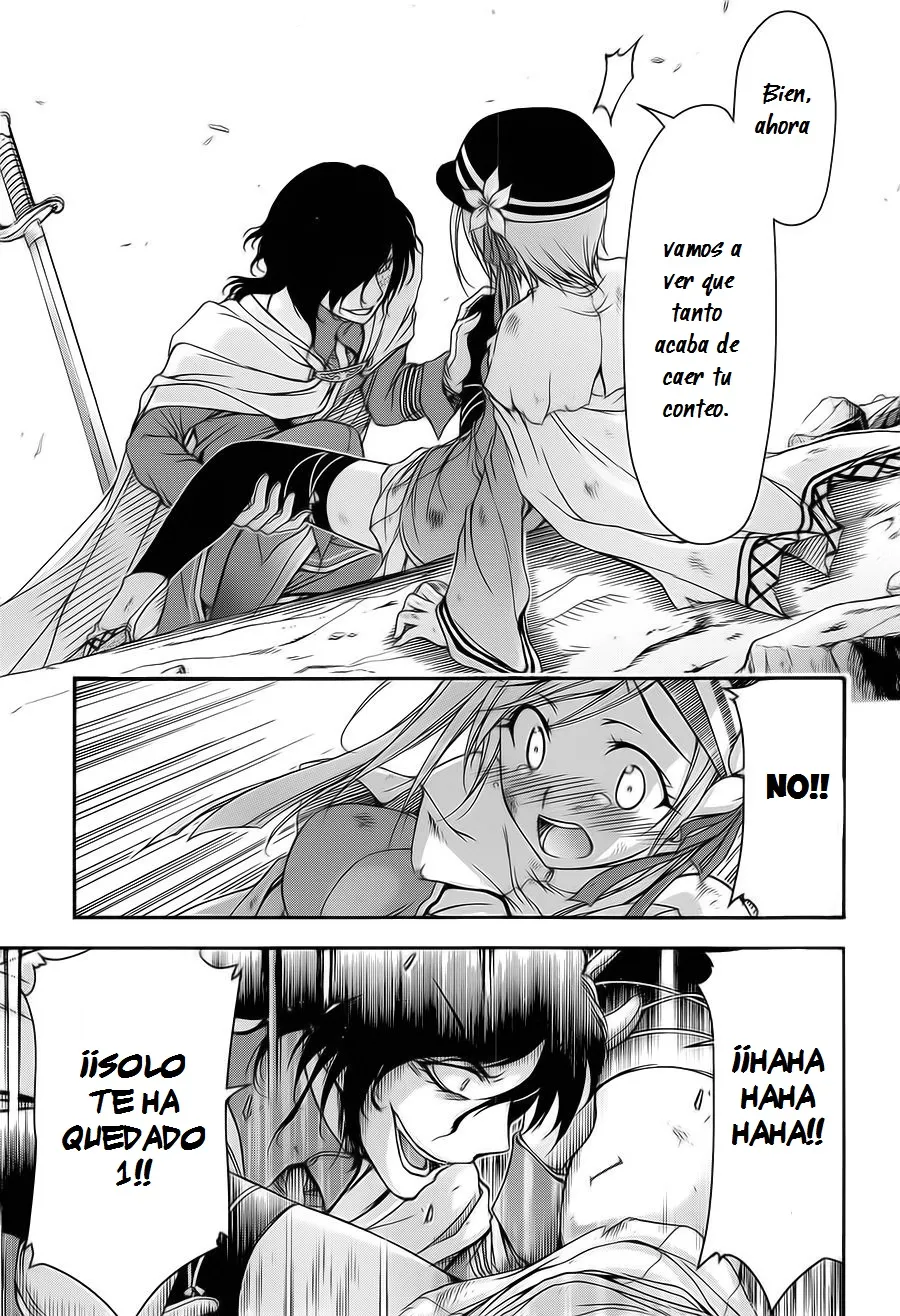 Bien,
ahora
vamos a
ver que
tanto
acaba de
caer tu
conteo.
NO!!
¡¡HAHA
HAHA
HAHA!!
¡¡SOLO
TE HA
QUEDADO
1!!